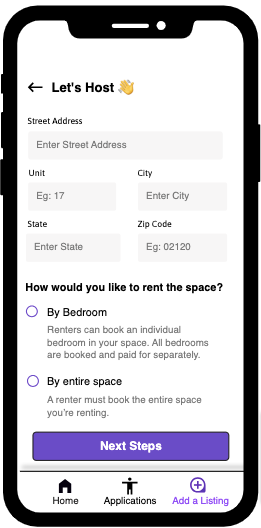 Let's Host 👋
Street Address
Enter Street Address
Unit City
Eg: 17 Enter City
State Zip Code
Enter State Eg: 02120
How would you like to rent the space?
By Bedroom
Renters can book an individual
bedroom in your space. All bedrooms
are booked and paid for separately.
By entire space
A renter must book the entire space
you're renting.
Next Steps
Home Applications Add a Listing